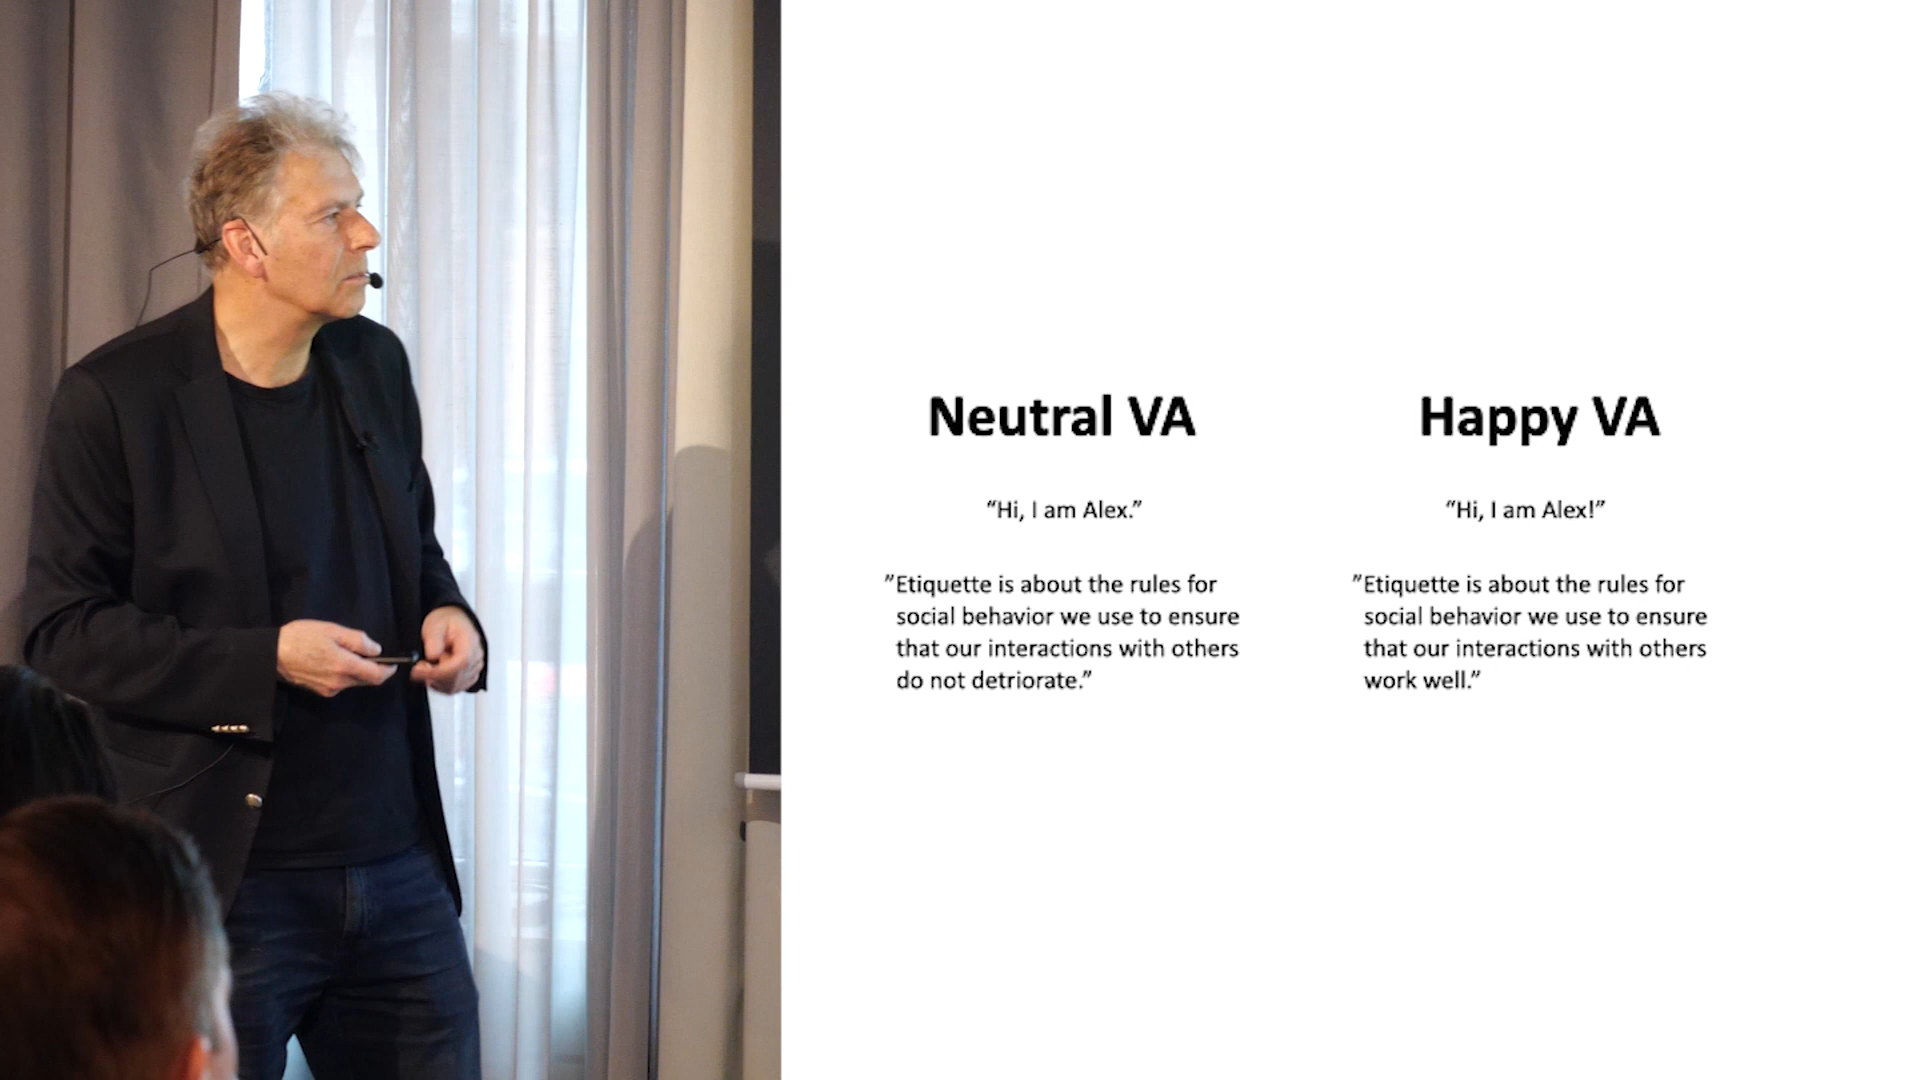 Neutral VA
“Hi, I am Alex.”
”Etiquette is about the rules for
social behavior we use to ensure
that our interactions with others
do not detriorate.”
Happy VA
“Hi, I am Alex!”
”Etiquette is about the rules for
social behavior we use to ensure
that our interactions with others
work well.”